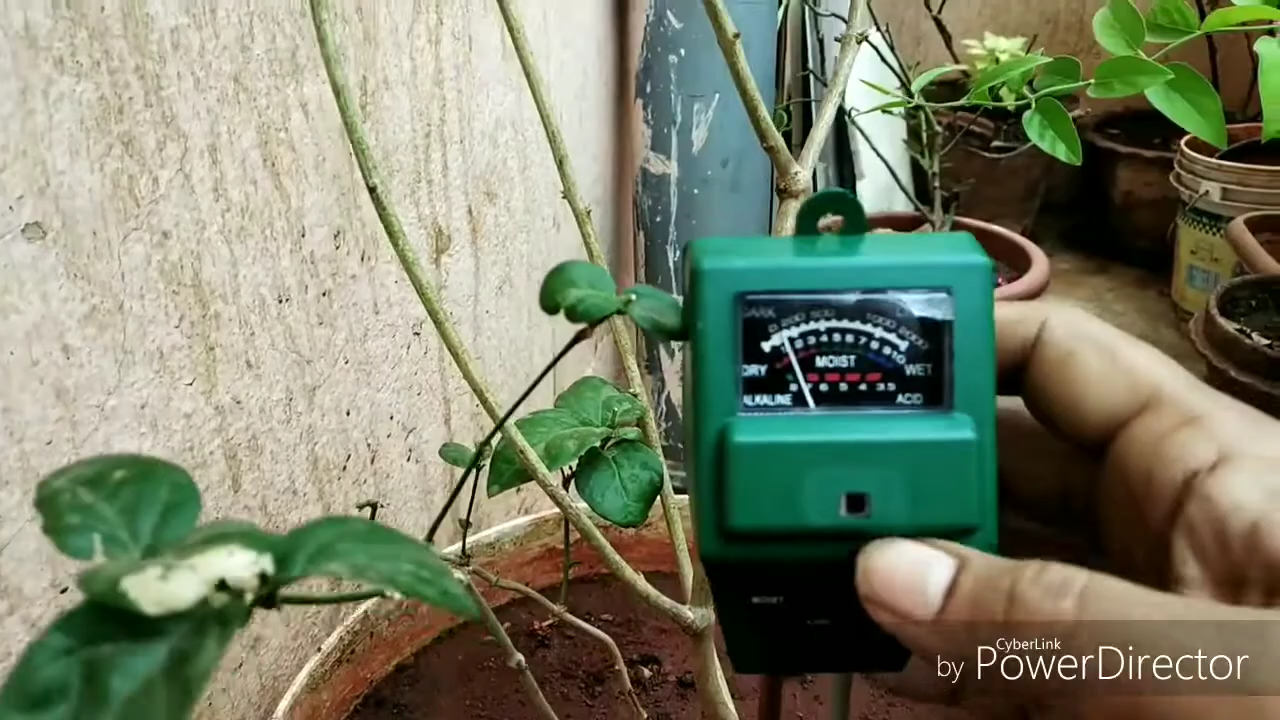 DARK
0 200 500 1000 2000
1 2 3 4 5 6 7 8 9 10
DRY MOIST WET
8 7 6 5 4 3.5
ALKALINE ACID
MOIST
CyberLink
by PowerDirector